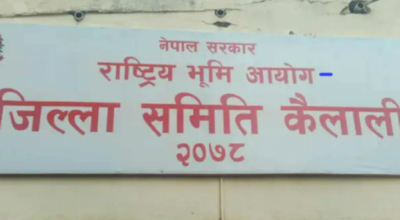 नेपाल सरकार
राष्ट्रिय भूमि आयोग-
जिल्ला समिति कैलाली
२०७८